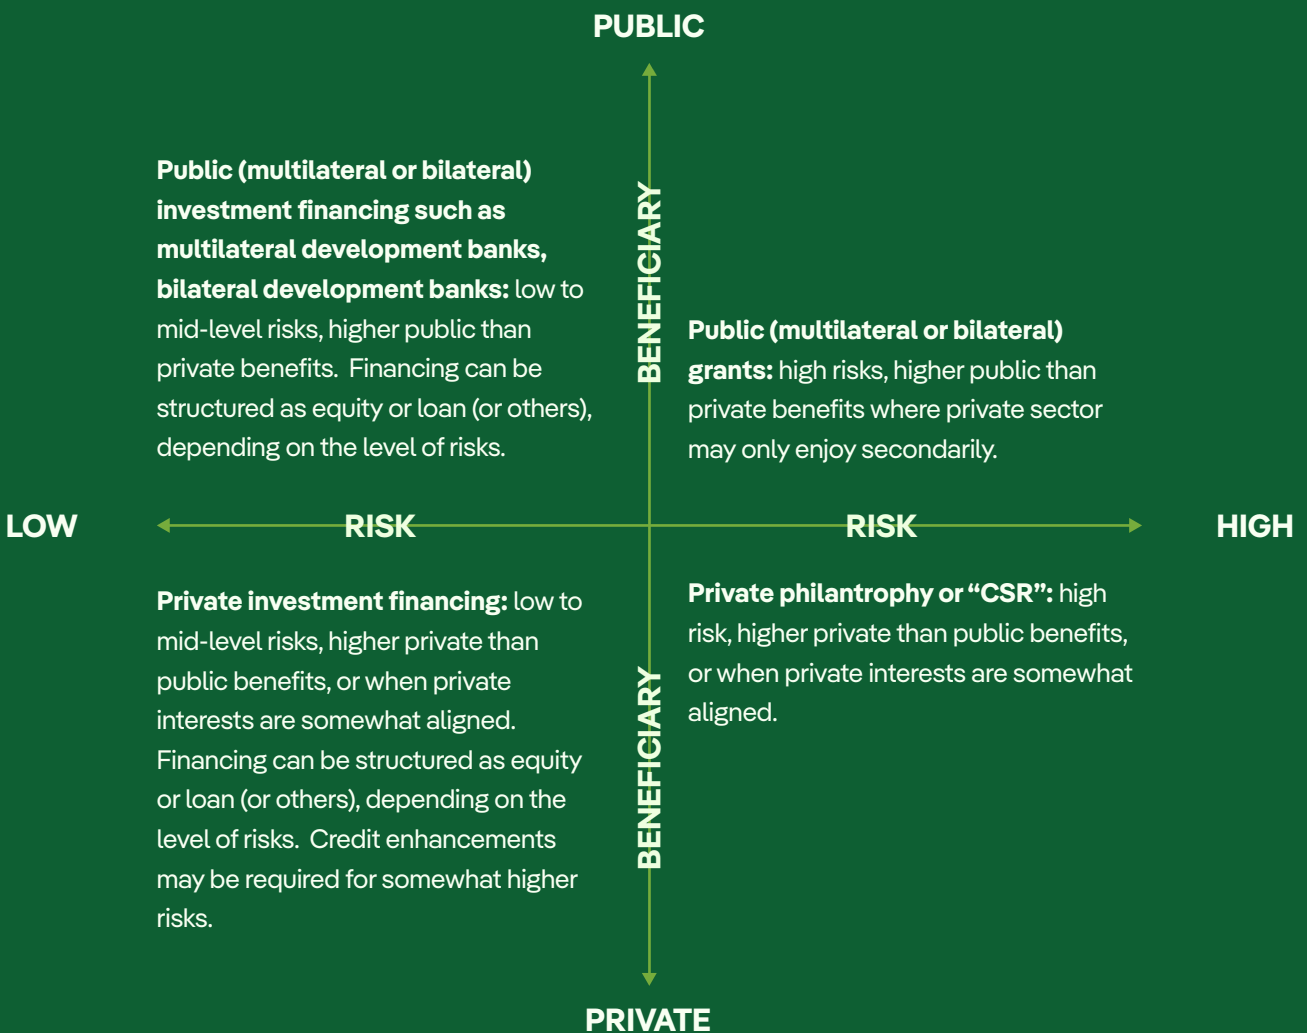 PUBLIC
Public (multilateral or bilateral)
investment financing such as
multilateral development banks,
bilateral development banks: low to
mid-level risks, higher public than
private benefits.  Financing can be
structured as equity or loan (or others),
depending on the level of risks.
BENEFICIARY
Public (multilateral or bilateral)
grants: high risks, higher public than
private benefits where private sector
may only enjoy secondarily.
LOW
RISK
RISK
HIGH
Private investment financing: low to
mid-level risks, higher private than
public benefits, or when private
interests are somewhat aligned.
Financing can be structured as equity
or loan (or others), depending on the
level of risks.  Credit enhancements
may be required for somewhat higher
risks.
BENEFICIARY
Private philantrophy or “CSR”: high
risk, higher private than public benefits,
or when private interests are somewhat
aligned.
PRIVATE